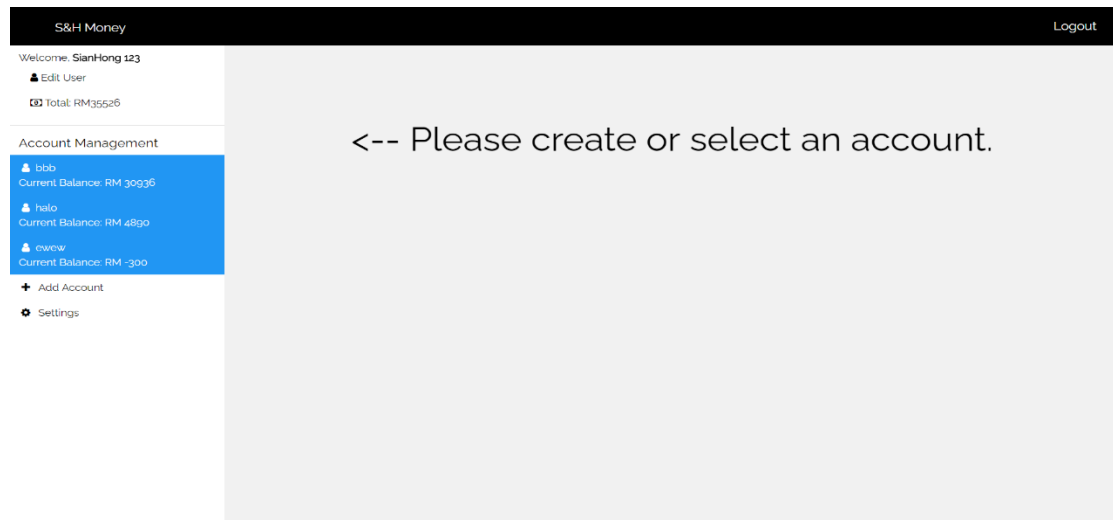 S&H Money
Logout
Welcome, SianHong 123
Edit User
Total: RM35526
Account Management
bbb
Current Balance: RM 30936
halo
Current Balance: RM 4890
ewew
Current Balance: RM -300
Add Account
Settings
<-- Please create or select an account.